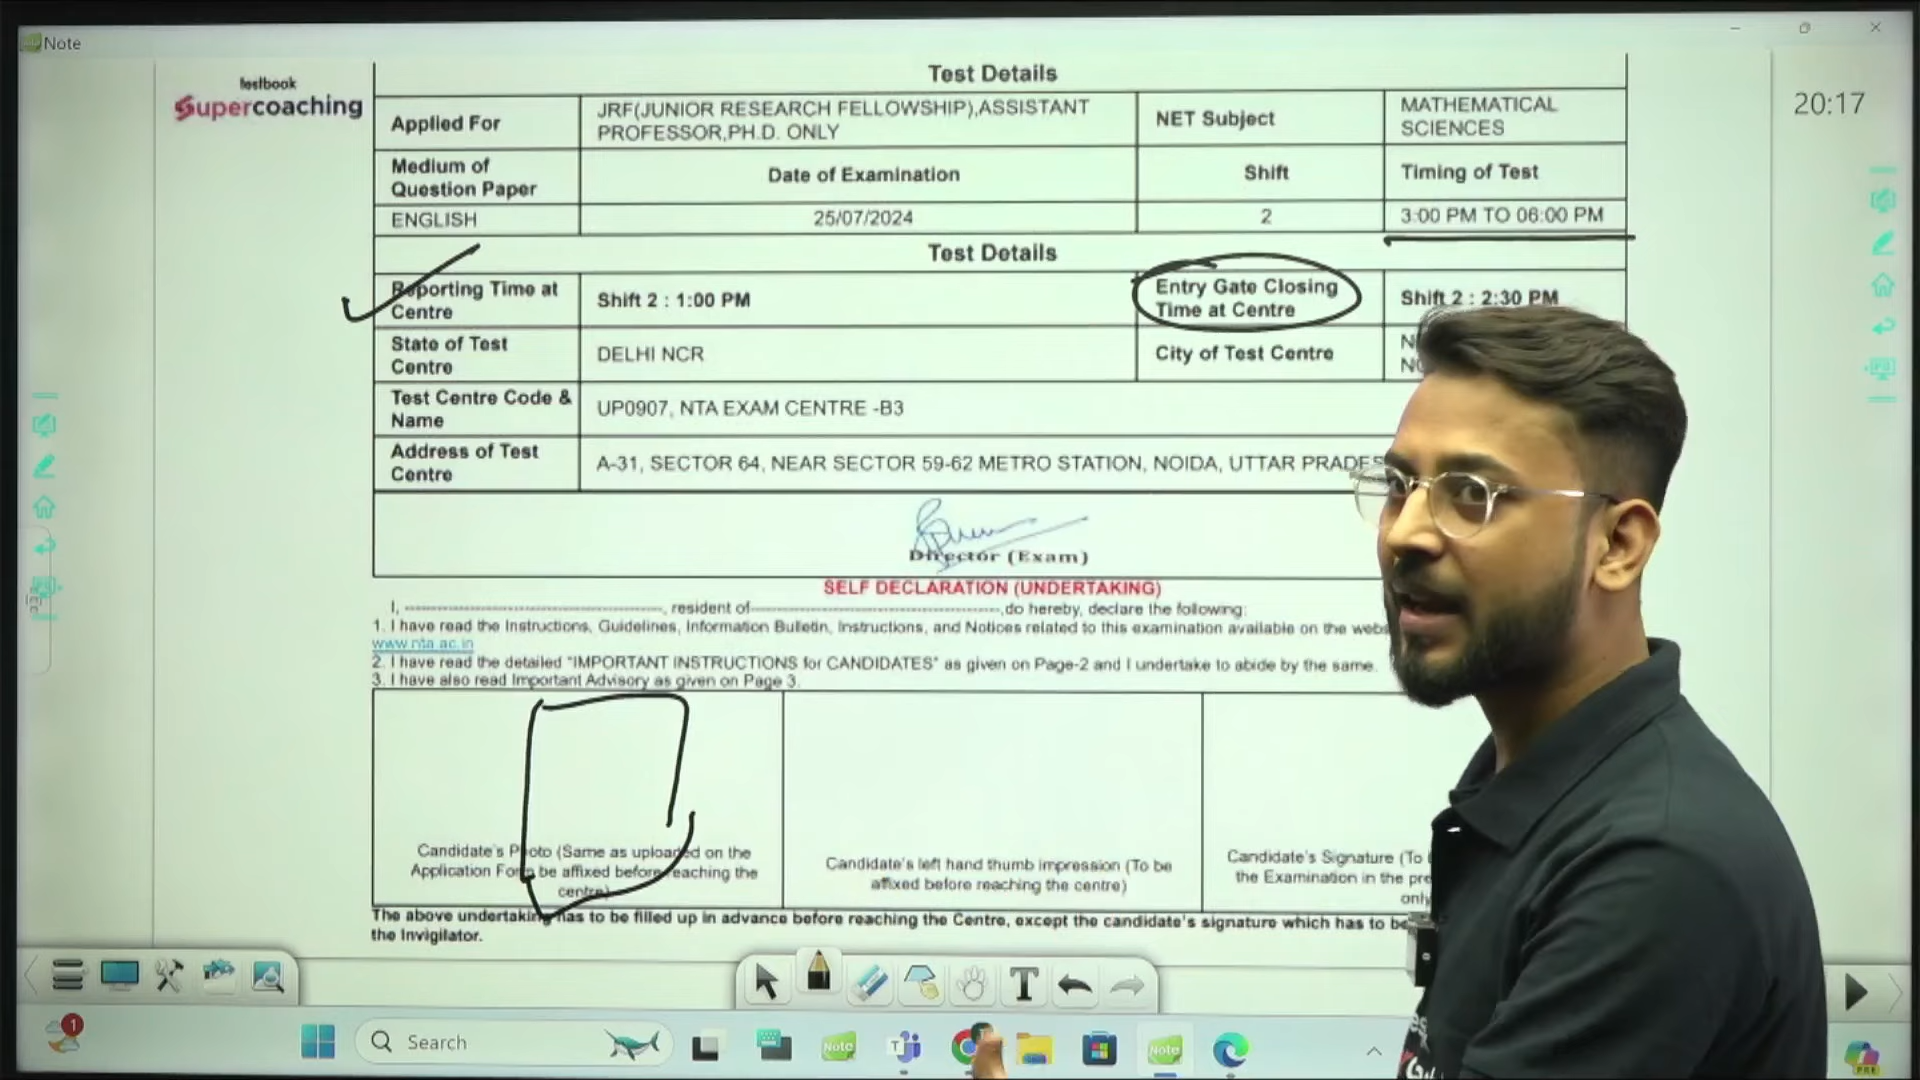 Note
testbook
Supercoaching
20:17
Test Details
Applied For
JRF(JUNIOR RESEARCH FELLOWSHIP),ASSISTANT
PROFESSOR,PH.D. ONLY
NET Subject
MATHEMATICAL
SCIENCES
Medium of
Question Paper
Date of Examination
Shift
Timing of Test
ENGLISH
25/07/2024
2
3:00 PM TO 06:00 PM
Test Details
Reporting Time at
Centre
Shift 2 : 1:00 PM
Entry Gate Closing
Time at Centre
Shift 2 : 2:30 PM
State of Test
Centre
DELHI NCR
City of Test Centre
Test Centre Code &
Name
UP0907, NTA EXAM CENTRE -B3
Address of Test
Centre
A-31, SECTOR 64, NEAR SECTOR 59-62 METRO STATION, NOIDA, UTTAR PRADES
Director (Exam)
SELF DECLARATION (UNDERTAKING)
I, ----------------------------------------, resident of----------------------------------------,do hereby, declare the following:
1. I have read the Instructions, Guidelines, Information Bulletin, Instructions, and Notices related to this examination available on the webs
www.nta.ac.in
2. I have read the detailed "IMPORTANT INSTRUCTIONS for CANDIDATES" as given on Page-2 and I undertake to abide by the same.
3. I have also read Important Advisory as given on Page 3.
Candidate's Photo (Same as uploaded on the
Application Form be affixed before reaching the
centre)
Candidate's left hand thumb impression (To be
affixed before reaching the centre)
Candidate's Signature (To
the Examination in the pre
only
The above undertaking has to be filled up in advance before reaching the Centre, except the candidate's signature which has to be
the Invigilator.
T
1
Search
Note
T
Note
PRE